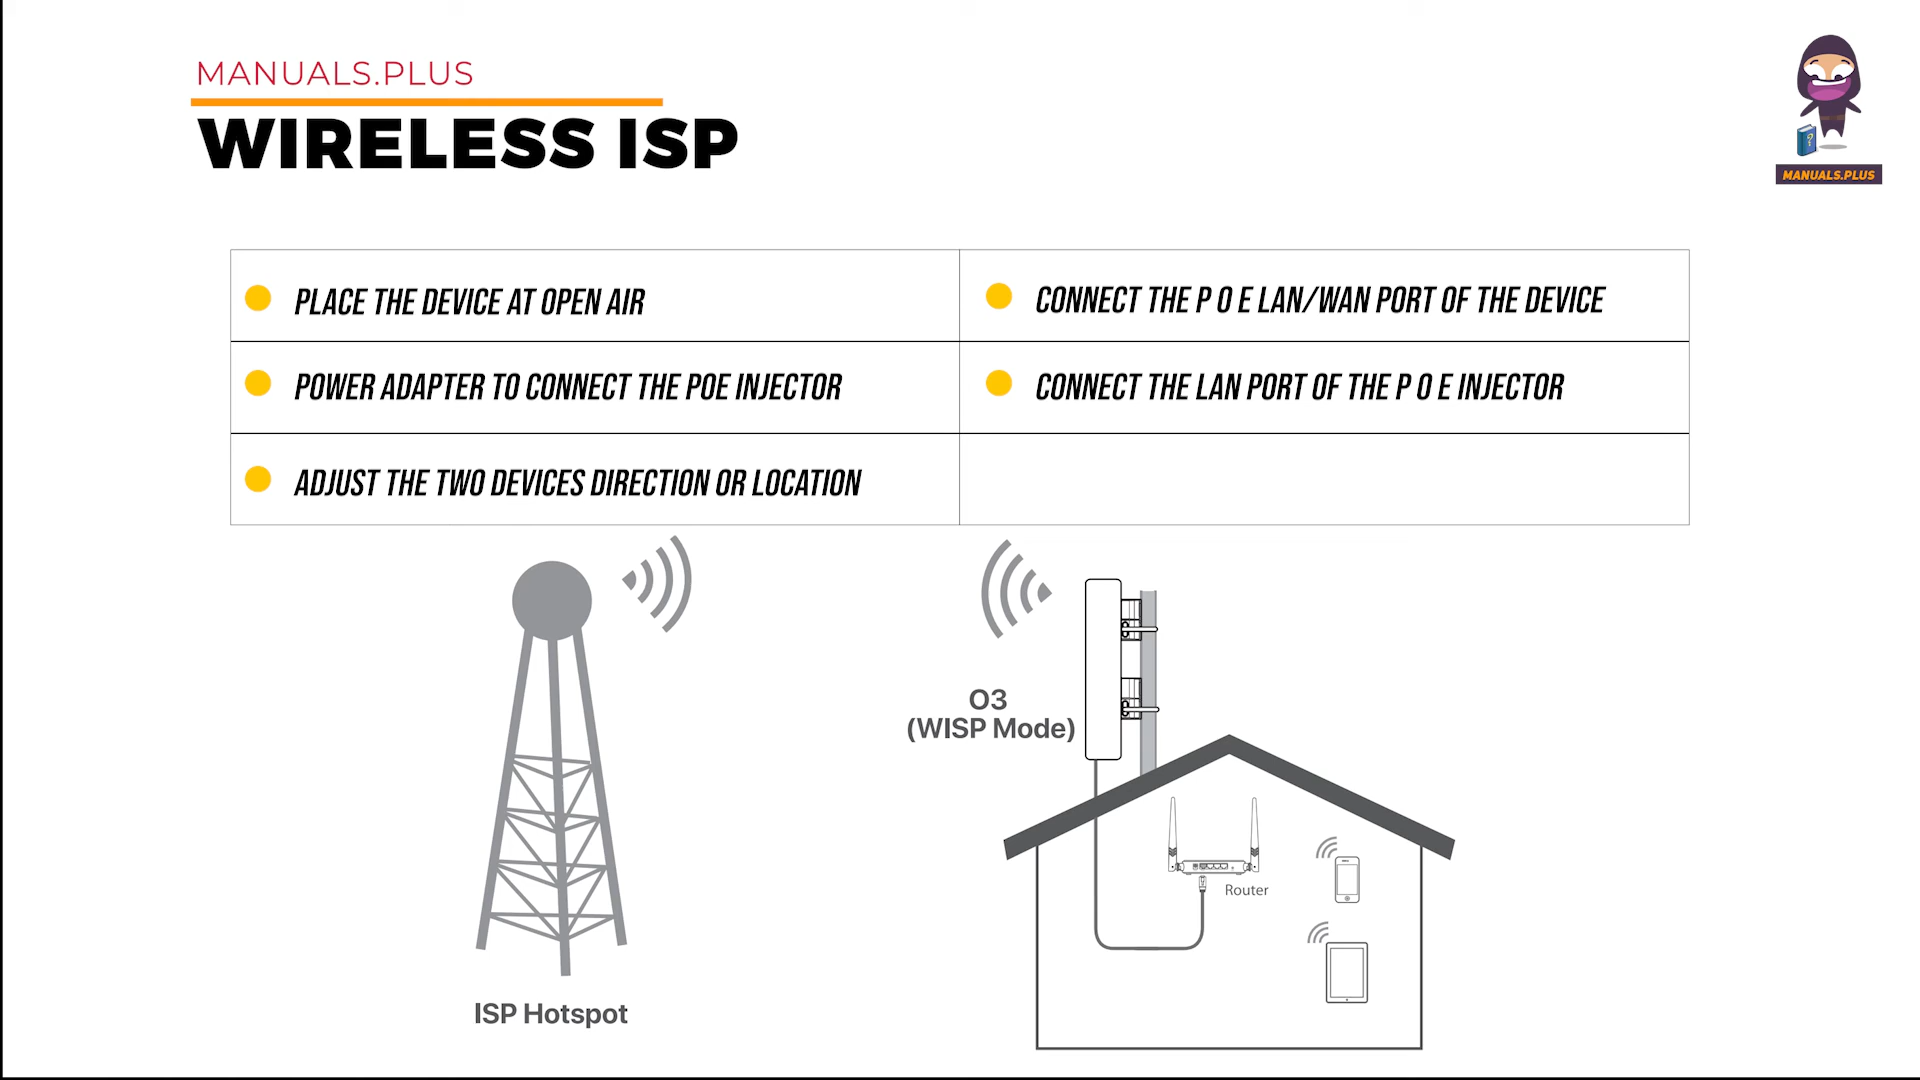 MANUALS.PLUS
WIRELESS ISP
MANUALS.PLUS
PLACE THE DEVICE AT OPEN AIR
CONNECT THE P O E LAN/WAN PORT OF THE DEVICE
POWER ADAPTER TO CONNECT THE POE INJECTOR
CONNECT THE LAN PORT OF THE P O E INJECTOR
ADJUST THE TWO DEVICES DIRECTION OR LOCATION
O3
(WISP Mode)
Router
ISP Hotspot